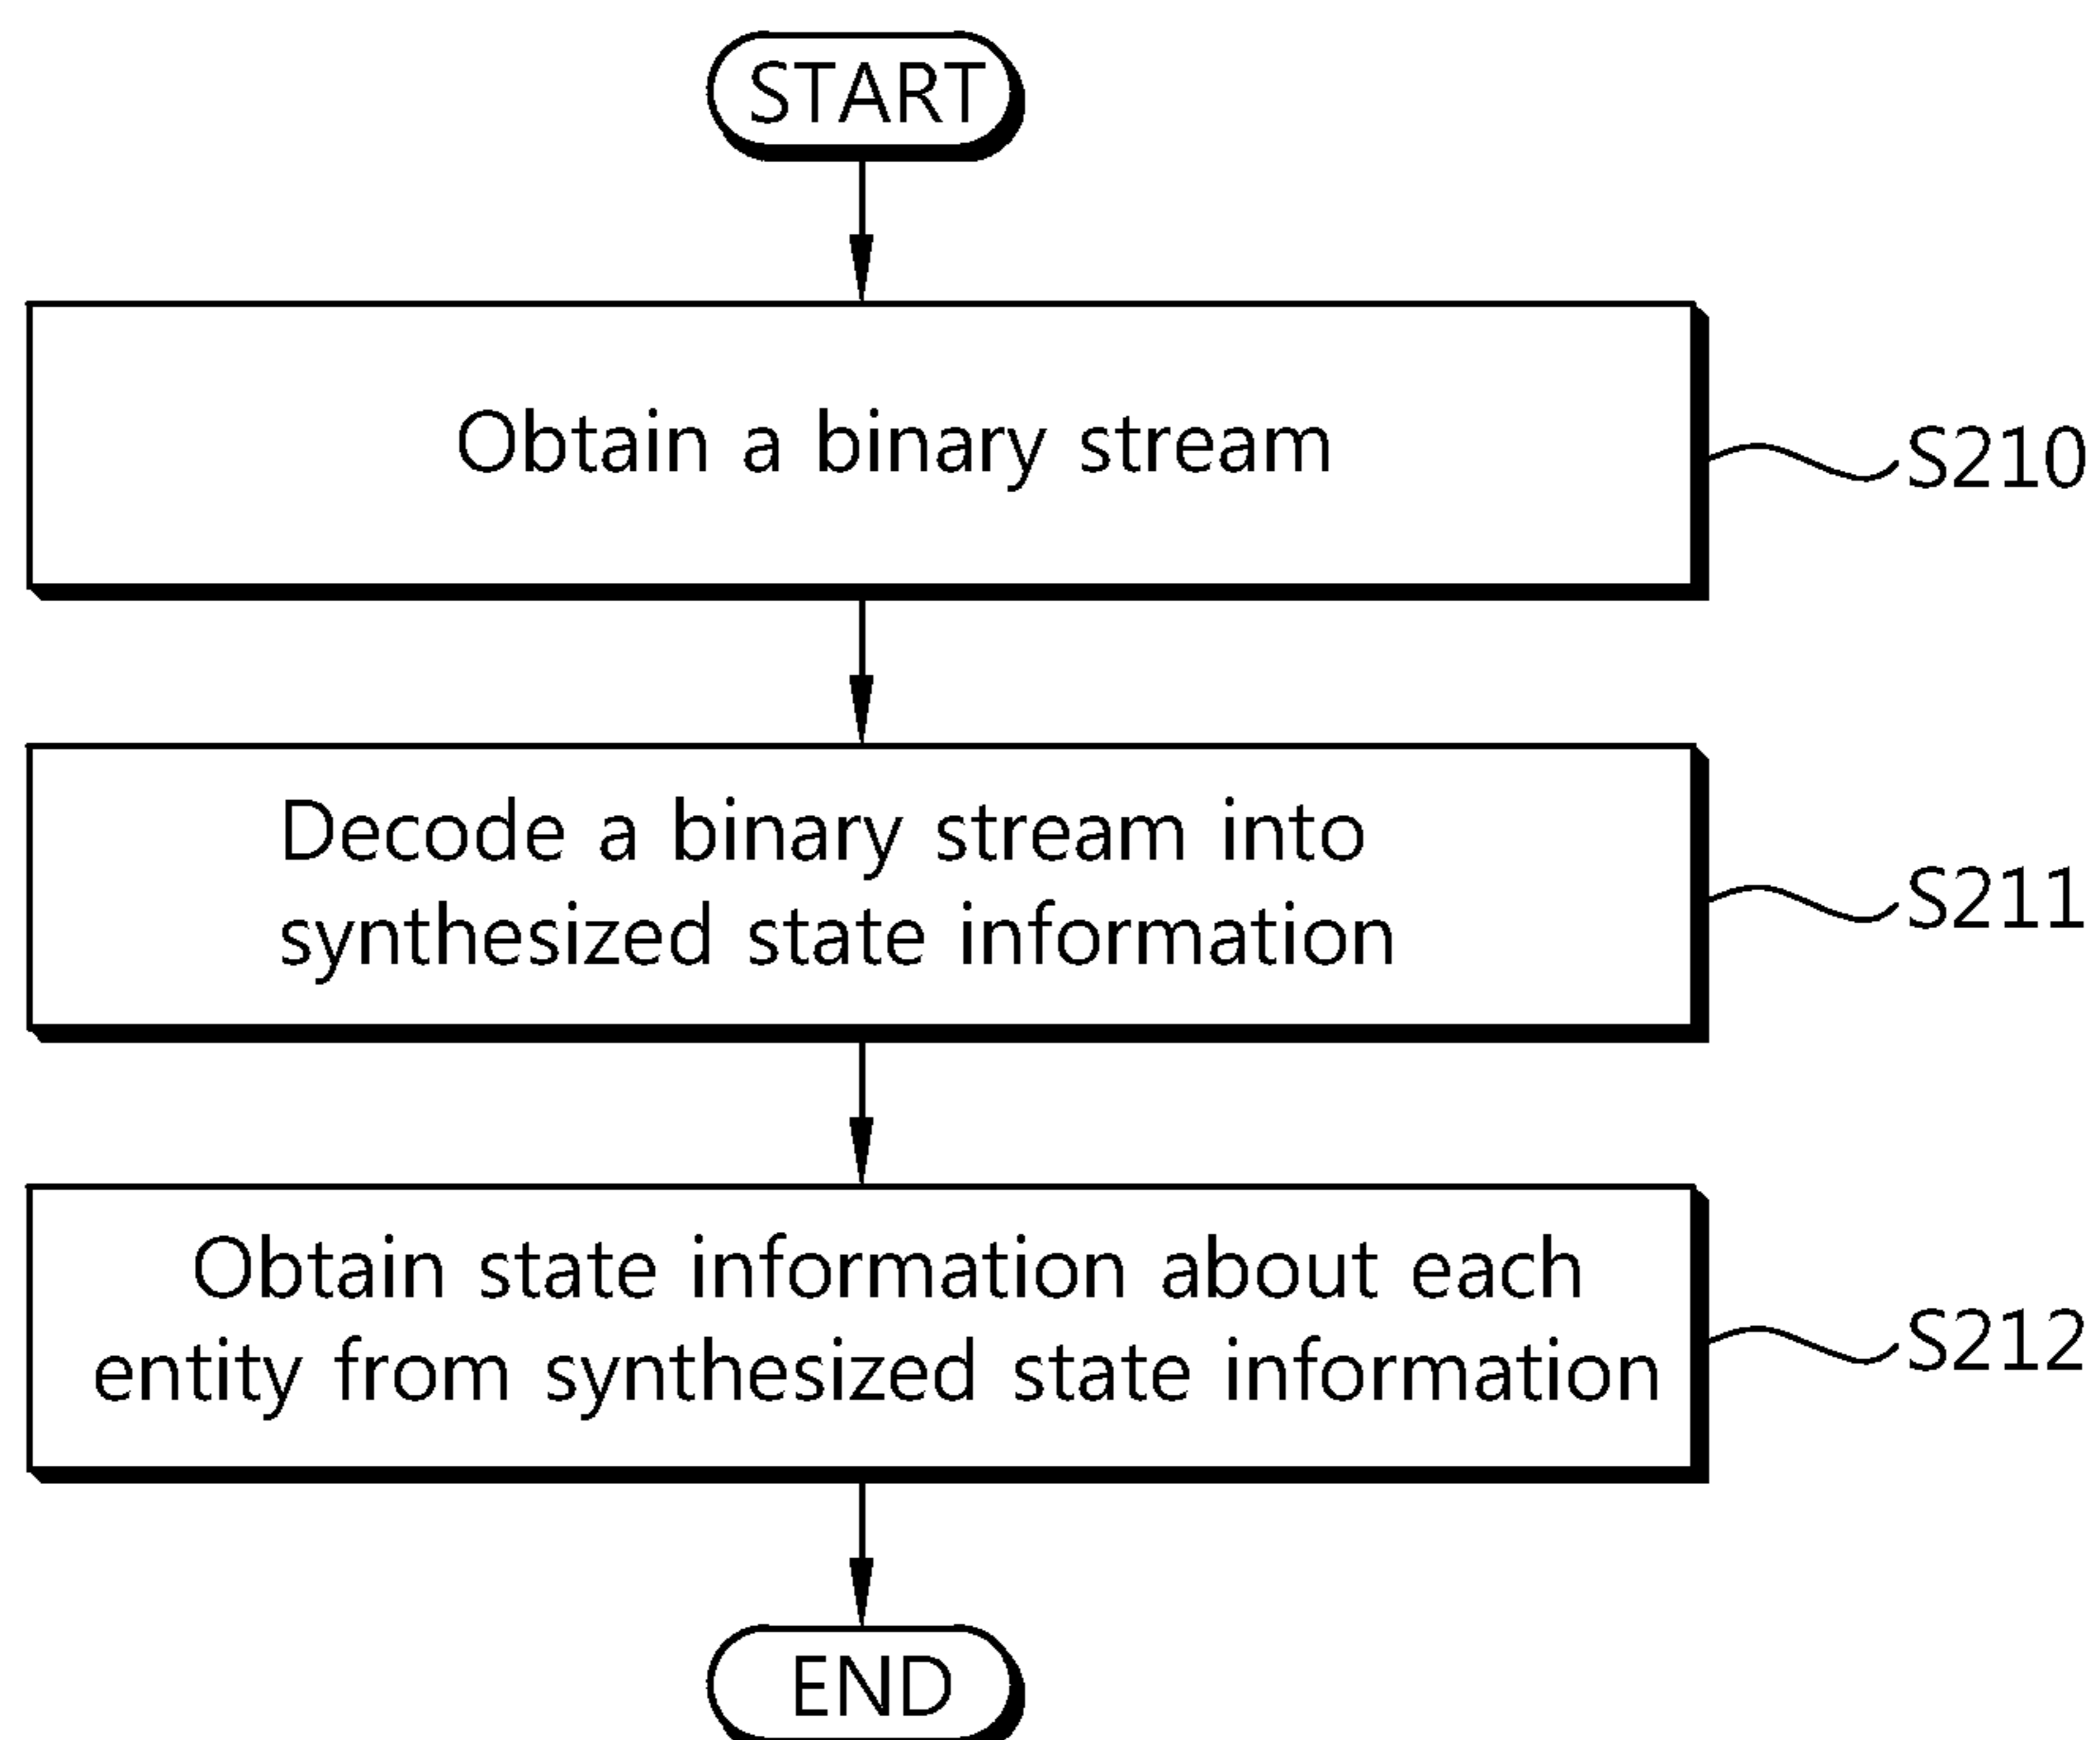 START
Obtain a binary stream
S210
Decode a binary stream into
synthesized state information
S211
Obtain state information about each
entity from synthesized state information
S212
END